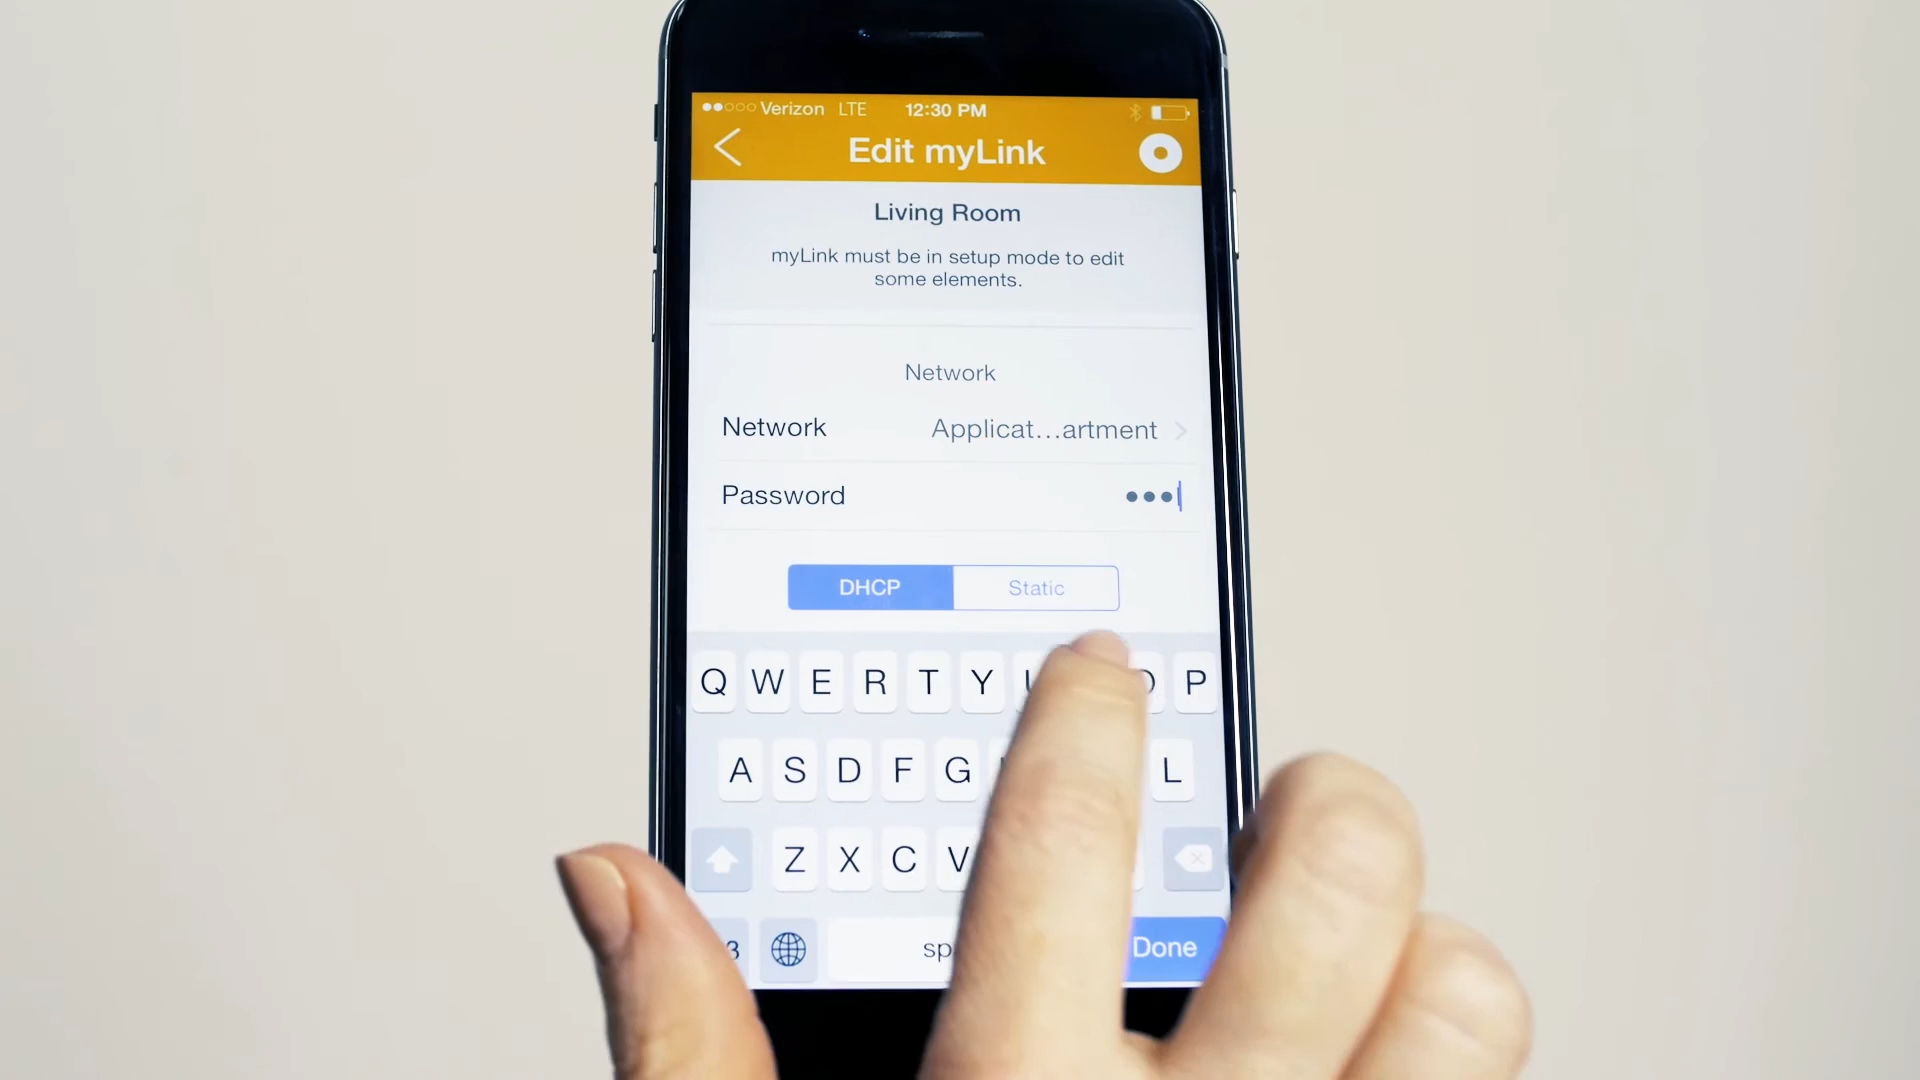 Verizon LTE 12:30 PM
Edit myLink
Living Room
myLink must be in setup mode to edit
some elements.
Network
Network Applicat...artment
Password
DHCP Static
Q W E R T Y P
A S D F G L
Z X C V
Done